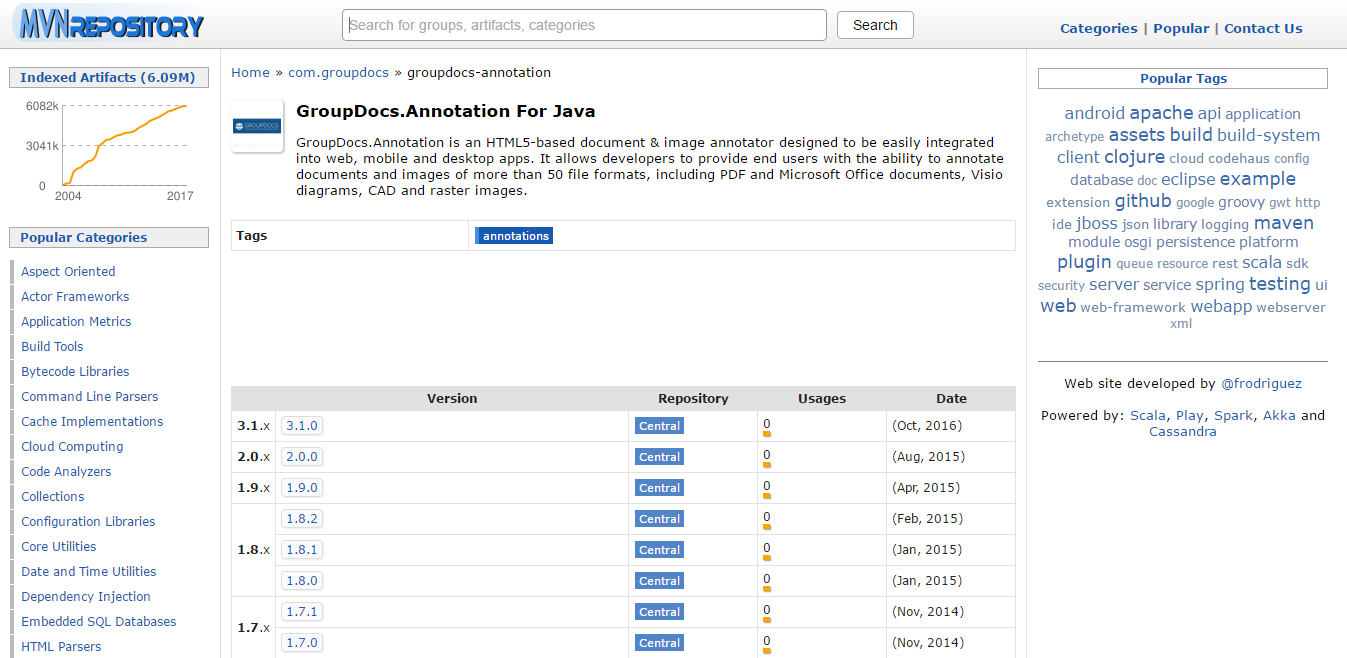 MVNREPOSITORY
Search for groups, artifacts, categories
Search
Categories | Popular | Contact Us
Indexed Artifacts (6.09M)
6082k
3041k
0
2004
2017
Popular Categories
Aspect Oriented
Actor Frameworks
Application Metrics
Build Tools
Bytecode Libraries
Command Line Parsers
Cache Implementations
Cloud Computing
Code Analyzers
Collections
Configuration Libraries
Core Utilities
Date and Time Utilities
Dependency Injection
Embedded SQL Databases
HTML Parsers
Home » com.groupdocs » groupdocs-annotation
GROUPDOCS
GroupDocs.Annotation For Java
GroupDocs.Annotation is an HTML5-based document & image annotator designed to be easily integrated
into web, mobile and desktop apps. It allows developers to provide end users with the ability to annotate
documents and images of more than 50 file formats, including PDF and Microsoft Office documents, Visio
diagrams, CAD and raster images.
Tags annotations
Version Repository Usages Date
3.1.x 3.1.0 Central 0 (Oct, 2016)
2.0.x 2.0.0 Central 0 (Aug, 2015)
1.9.x 1.9.0 Central 0 (Apr, 2015)
1.8.2 Central 0 (Feb, 2015)
1.8.x 1.8.1 Central 0 (Jan, 2015)
1.8.0 Central 0 (Jan, 2015)
1.7.x
1.7.1 Central 0 (Nov, 2014)
1.7.0 Central 0 (Nov, 2014)
Popular Tags
android apache api application
archetype assets build build-system
client clojure cloud codehaus config
database doc eclipse example
extension github google groovy gwt http
ide jboss json library logging maven
module osgi persistence platform
plugin queue resource rest scala sdk
security server service spring testing ui
web web-framework webapp webserver
xml
Web site developed by @frodriguez
Powered by: Scala, Play, Spark, Akka and
Cassandra